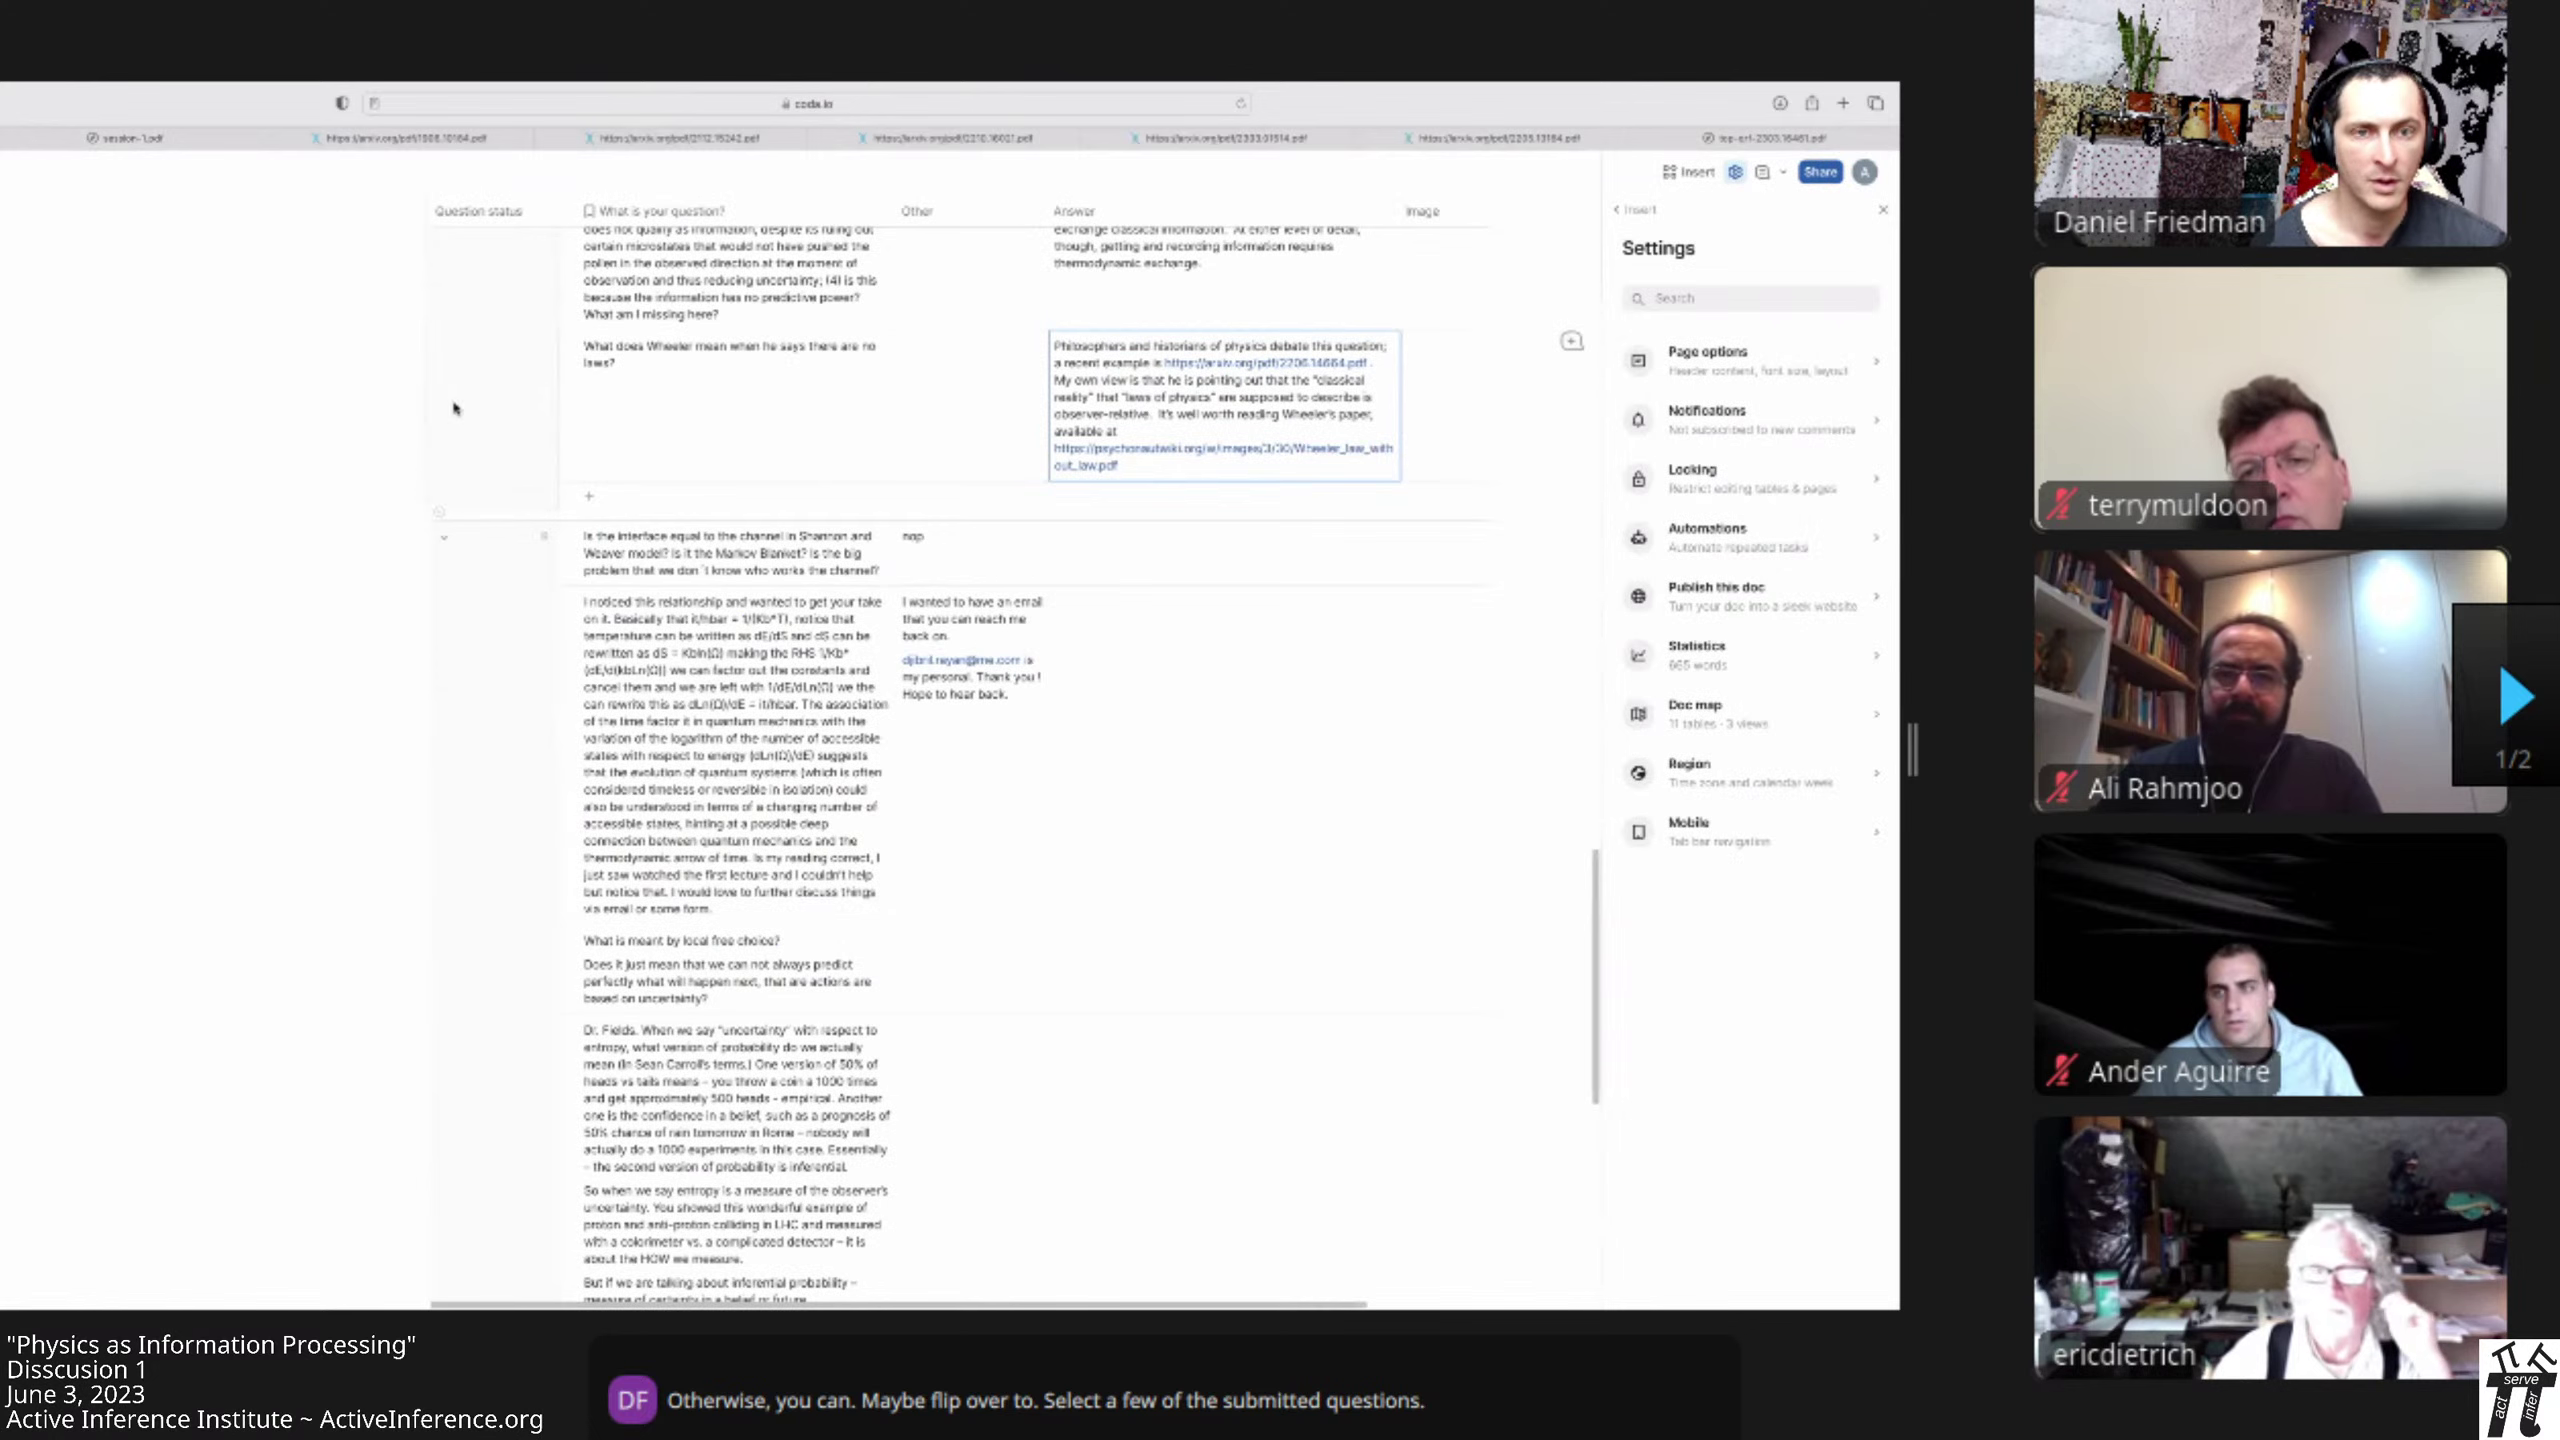 coda.io
session-1.pdf
https://arxiv.org/pdf/1908.10184.pdf
https://arxiv.org/pdf/2112.15242.pdf
https://arxiv.org/pdf/2210.16021.pdf
https://arxiv.org/pdf/2303.01514.pdf
https://arxiv.org/pdf/2205.13184.pdf
Insert
Share
A
Question status
What is your question?
Other
Answer
Image
does not qualify as information, despite its ruling out
certain microstates that would not have pushed the
pollen in the observed direction at the moment of
observation and thus reducing uncertainty; (4) is this
because the information has no predictive power?
What am I missing here?
exchange classical information. At either level of detail,
though, getting and recording information requires
thermodynamic exchange.
What does Wheeler mean when he says there are no
laws?
Philosophers and historians of physics debate this question;
a recent example is https://arxiv.org/pdf/2206.14664.pdf .
My own view is that he is pointing out that the "classical
reality" that "laws of physics" are supposed to describe is
observer-relative. It's well worth reading Wheeler's paper,
available at
https://psychonautwiki.org/w/images/3/30/Wheeler_law_with
out_law.pdf
+
Is the interface equal to the channel in Shannon and
Weaver model? Is it the Markov Blanket? Is the big
problem that we don´t know who works the channel?
nop
I noticed this relationship and wanted to get your take
on it. Basically that it/hbar = 1/(Kb*T), notice that
temperature can be written as dE/dS and dS can be
rewritten as dS = Kbln(Ω) making the RHS 1/Kb*
(dE/d(kbLn(Ω)) we can factor out the constants and
cancel them and we are left with 1/dE/dLn(Ω) we the
can rewrite this as dLn(Ω)/dE = it/hbar. The association
of the time factor it in quantum mechanics with the
variation of the logarithm of the number of accessible
states with respect to energy (dLn(Ω)/dE) suggests
that the evolution of quantum systems (which is often
considered timeless or reversible in isolation) could
also be understood in terms of a changing number of
accessible states, hinting at a possible deep
connection between quantum mechanics and the
thermodynamic arrow of time. Is my reading correct, I
just saw watched the first lecture and I couldn't help
but notice that. I would love to further discuss things
via email or some form.
I wanted to have an email
that you can reach me
back on.
djibril.rayan@me.com is
my personal. Thank you !
Hope to hear back.
What is meant by local free choice?
Does it just mean that we can not always predict
perfectly what will happen next, that are actions are
based on uncertainty?
Dr. Fields. When we say "uncertainty" with respect to
entropy, what version of probability do we actually
mean (in Sean Carroll's terms.) One version of 50% of
heads vs tails means – you throw a coin a 1000 times
and get approximately 500 heads - empirical. Another
one is the confidence in a belief, such as a prognosis of
50% chance of rain tomorrow in Rome – nobody will
actually do a 1000 experiments in this case. Essentially
– the second version of probability is inferential.
So when we say entropy is a measure of the observer's
uncertainty. You showed this wonderful example of
proton and anti-proton colliding in LHC and measured
with a colorimeter vs. a complicated detector – it is
about the HOW we measure.
But if we are talking about inferential probability –
measure of certainty in a belief or future
Insert
Settings
Search
Page options
Header content, font size, layout
Notifications
Not subscribed to new comments
Locking
Restrict editing tables & pages
Automations
Automate repeated tasks
Publish this doc
Turn your doc into a sleek website
Statistics
665 words
Doc map
11 tables · 3 views
Region
Time zone and calendar week
Mobile
Tab bar navigation
Daniel Friedman
terrymuldoon
Ali Rahmjoo
1/2
Ander Aguirre
ericdietrich
"Physics as Information Processing"
Disscusion 1
June 3, 2023
Active Inference Institute ~ ActiveInference.org
DF
Otherwise, you can. Maybe flip over to. Select a few of the submitted questions.
serve
act
infer